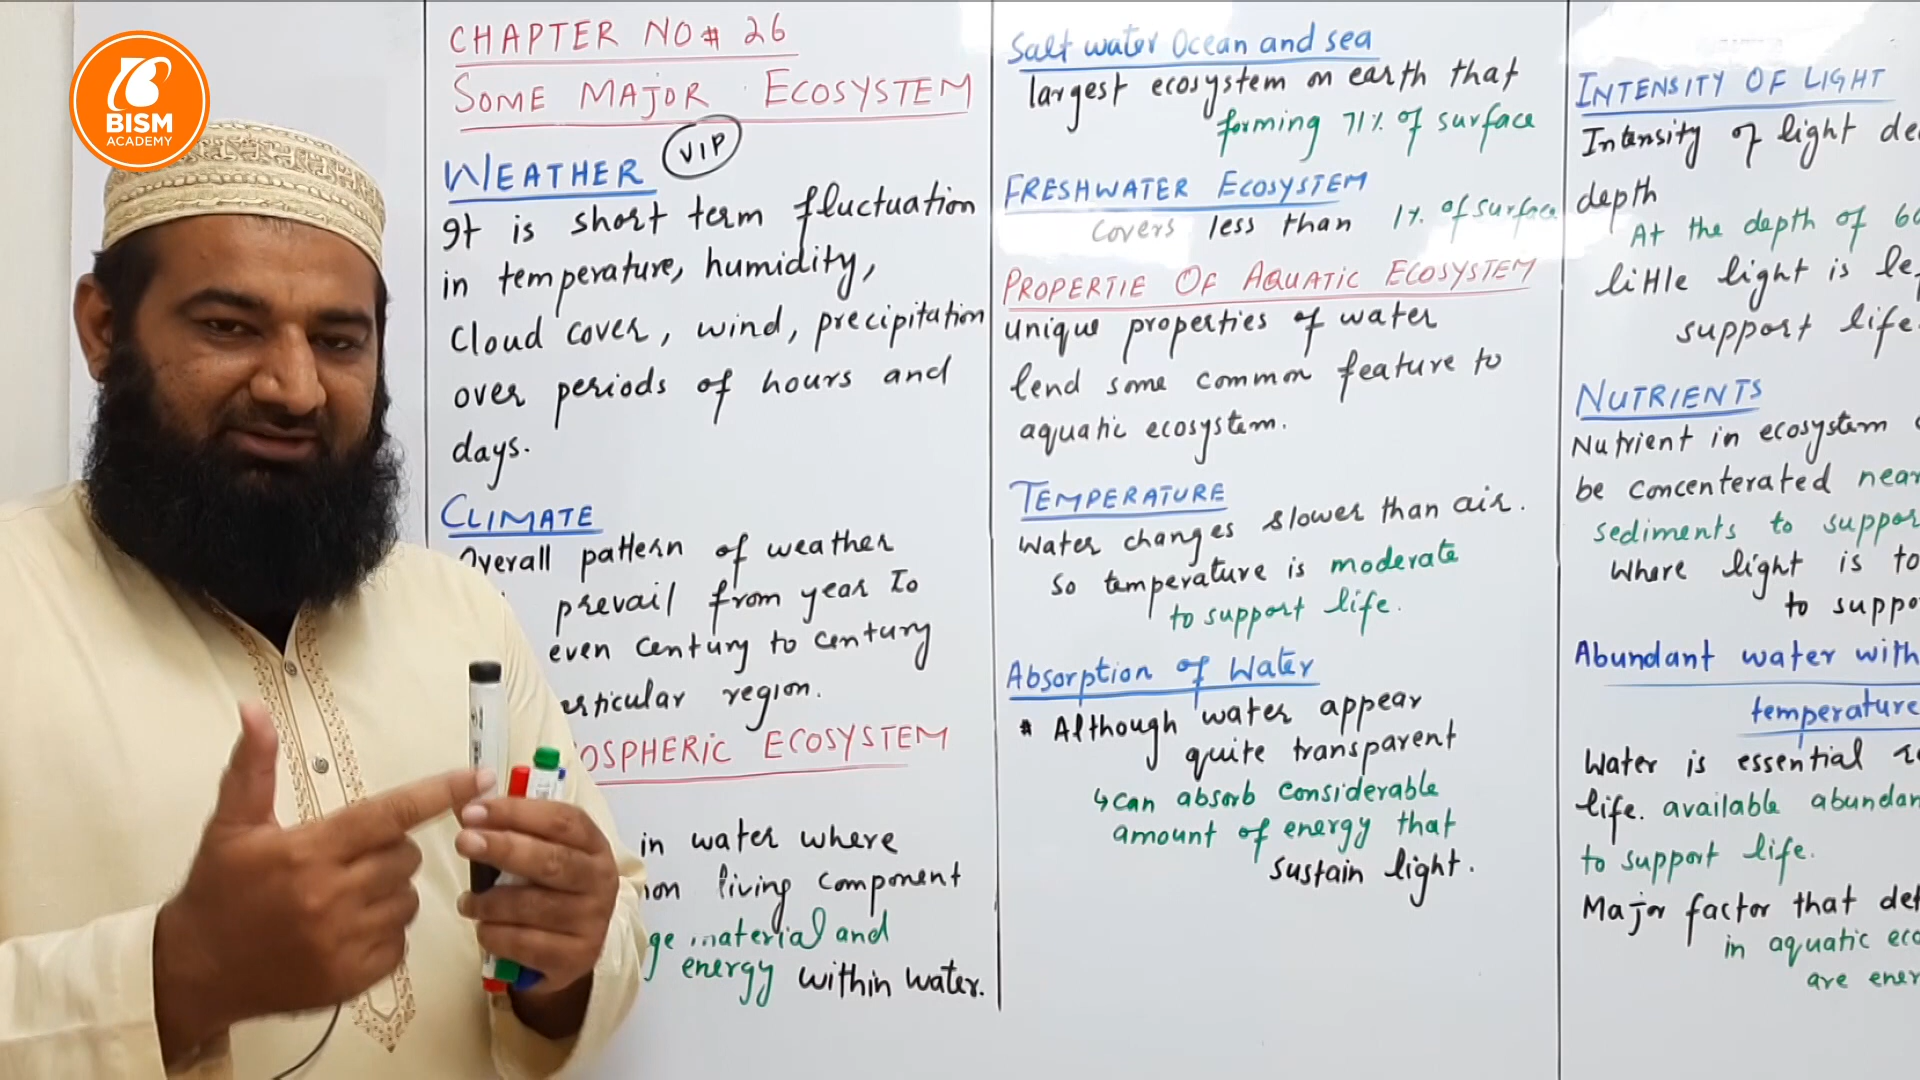 BISM
ACADEMY
CHAPTER NO# 26
SOME MAJOR ECOSYSTEM
WEATHER VIP
It is short term fluctuation
in temperature, humidity,
Cloud cover, wind, precipitation
over periods of hours and
days.
CLIMATE
Overall pattern of weather
prevail from year to
even century to century
region.
OSPHERIC ECOSYSTEM
in water where
living component
material and
energy within water.
Salt water Ocean and sea
largest ecosystem on earth that
forming 71% of surface
FRESHWATER ECOSYSTEM
Covers less than 1% of surface
PROPERTIE OF AQUATIC ECOSYSTEM
unique properties of water
lend some common feature to
aquatic ecosystem.
TEMPERATURE
Water changes slower than air.
So temperature is moderate
to support life.
Absorption of Water
* Although water appear
quite transparent
↳ Can absorb considerable
amount of energy that
sustain light.
INTENSITY OF LIGHT
Intensity of light de
depth
At the depth of 60
little light is le
support life.
NUTRIENTS
Nutrient in ecosystem
be concenterated near
sediments to suppor
Where light is to
to suppo
Abundant water with
temperature
Water is essential
life. available abundan
to support life.
Major factor that det
in aquatic eco
are ener